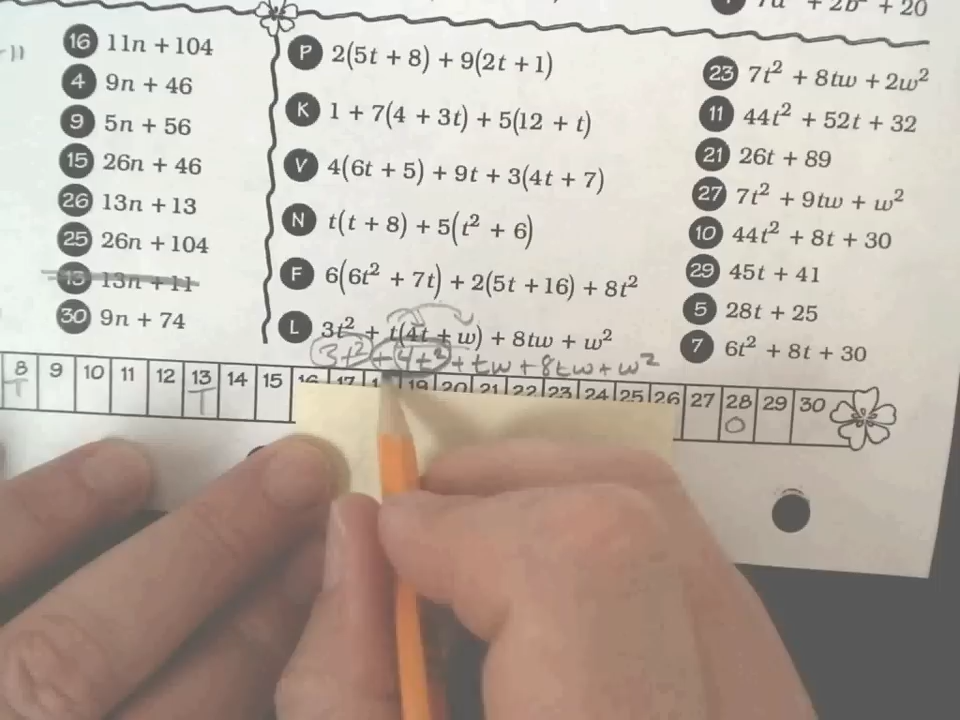 + 20
16 11n + 104
4 9n + 46
9 5n + 56
15 26n + 46
26 13n + 13
25 26n + 104
13 13n + 11
30 9n + 74
P 2(5t + 8) + 9(2t + 1)
K 1 + 7(4 + 3t) + 5(12 + t)
V 4(6t + 5) + 9t + 3(4t + 7)
N t(t + 8) + 5(t² + 6)
F 6(6t² + 7t) + 2(5t + 16) + 8t²
L 3t² + t(4t + w) + 8tw + w²
3t² + 4t² + tw + 8tw + w²
23 7t² + 8tw + 2w²
11 44t² + 52t + 32
21 26t + 89
27 7t² + 9tw + w²
10 44t² + 8t + 30
29 45t + 41
5 28t + 25
7 6t² + 8t + 30
8 9 10 11 12 13 14 15 16 17 19 20 21 22 23 24 25 26 27 28 29 30
T T O